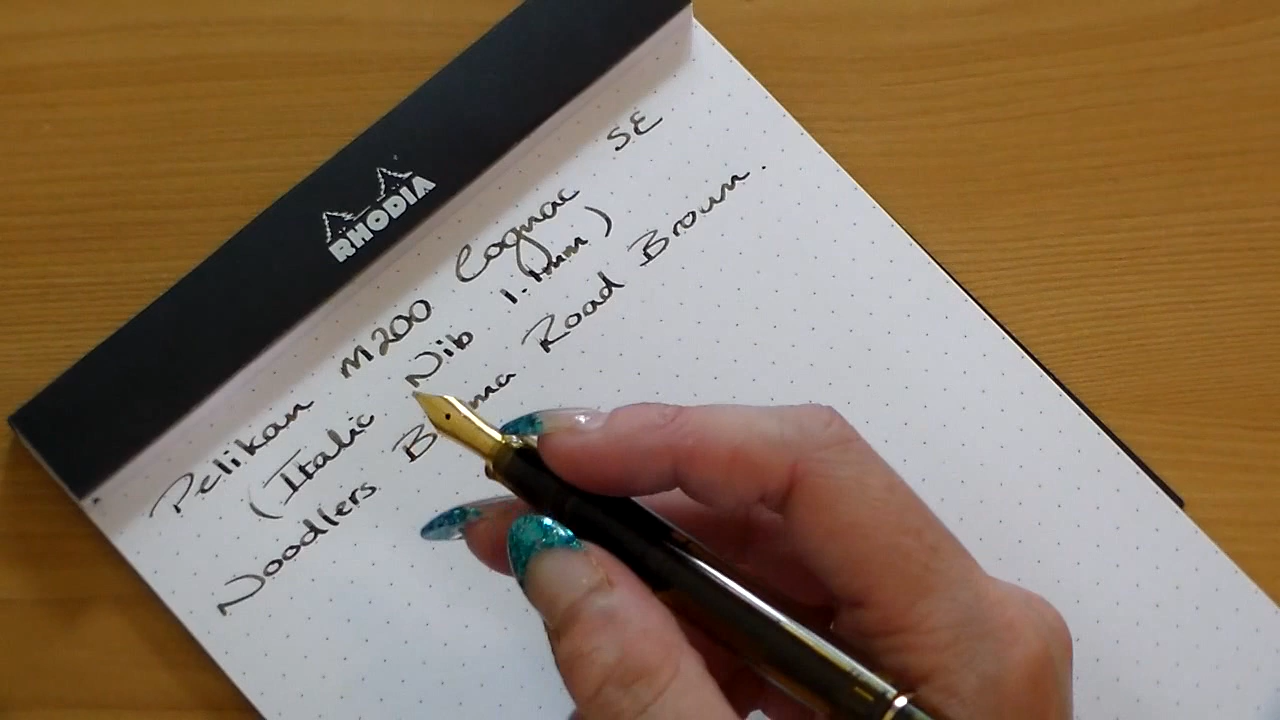 RHODIA
Pelikan M200 Cognac SE
(Italic Nib 1.1mm)
Noodlers Road Brown.